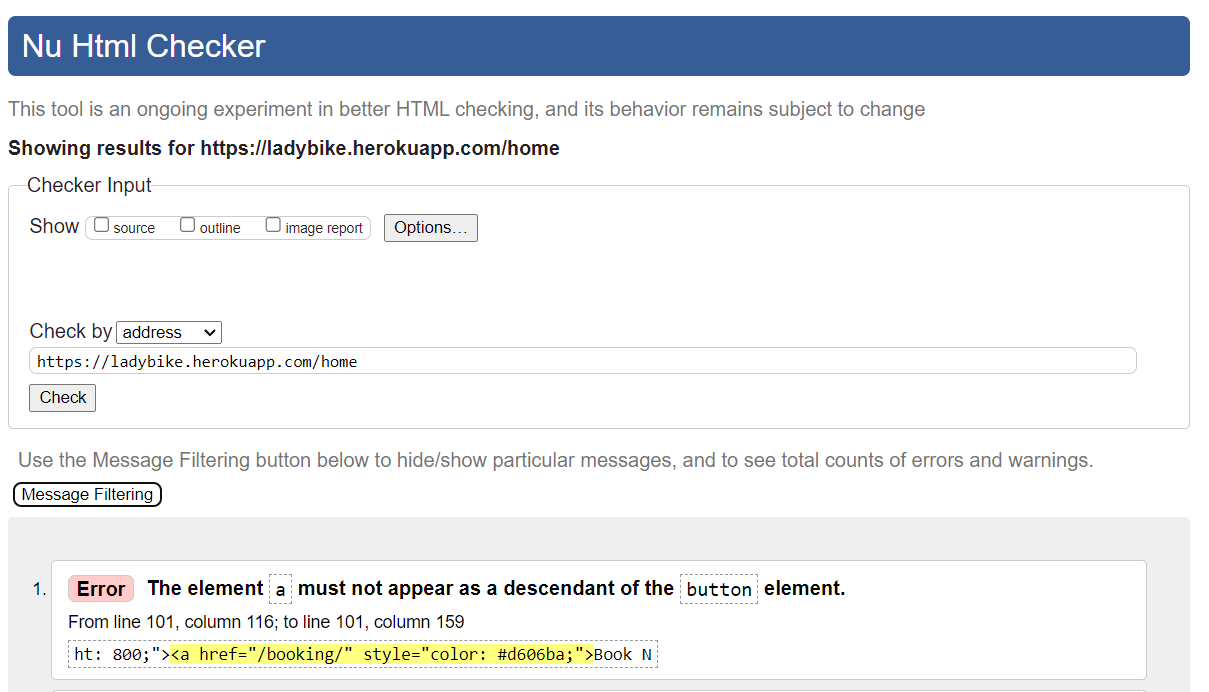 Nu Html Checker
This tool is an ongoing experiment in better HTML checking, and its behavior remains subject to change
Showing results for https://ladybike.herokuapp.com/home
Checker Input
Show source outline image report Options...
Check by address
https://ladybike.herokuapp.com/home
Check
Use the Message Filtering button below to hide/show particular messages, and to see total counts of errors and warnings.
Message Filtering
1. Error The element a must not appear as a descendant of the button element.
From line 101, column 116; to line 101, column 159
ht: 800;"><a href="/booking/" style="color: #d606ba;">Book N